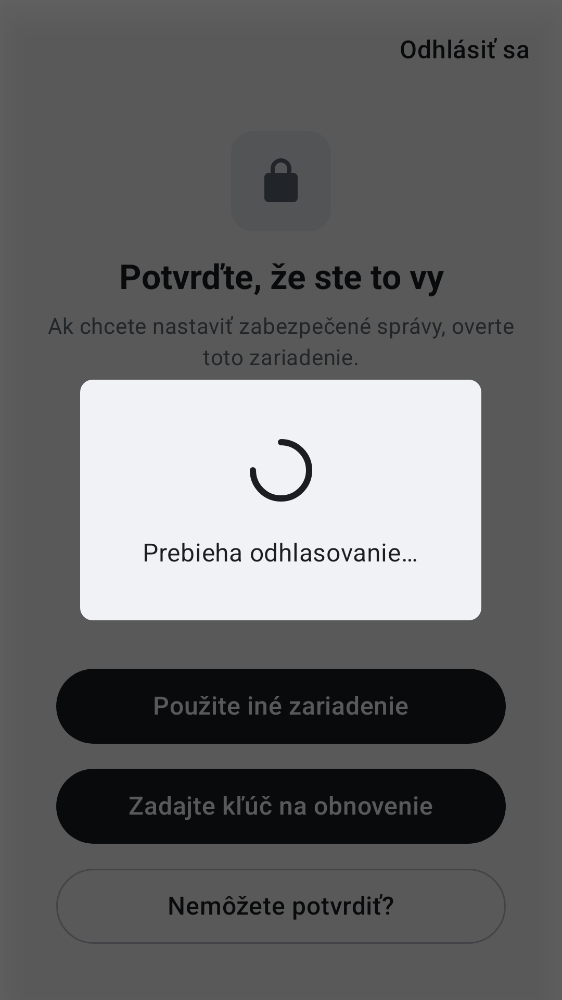 Odhlásiť sa
Potvrďte, že ste to vy
Ak chcete nastaviť zabezpečené správy, overte
toto zariadenie.
Prebieha odhlasovanie…
Použite iné zariadenie
Zadajte kľúč na obnovenie
Nemôžete potvrdiť?